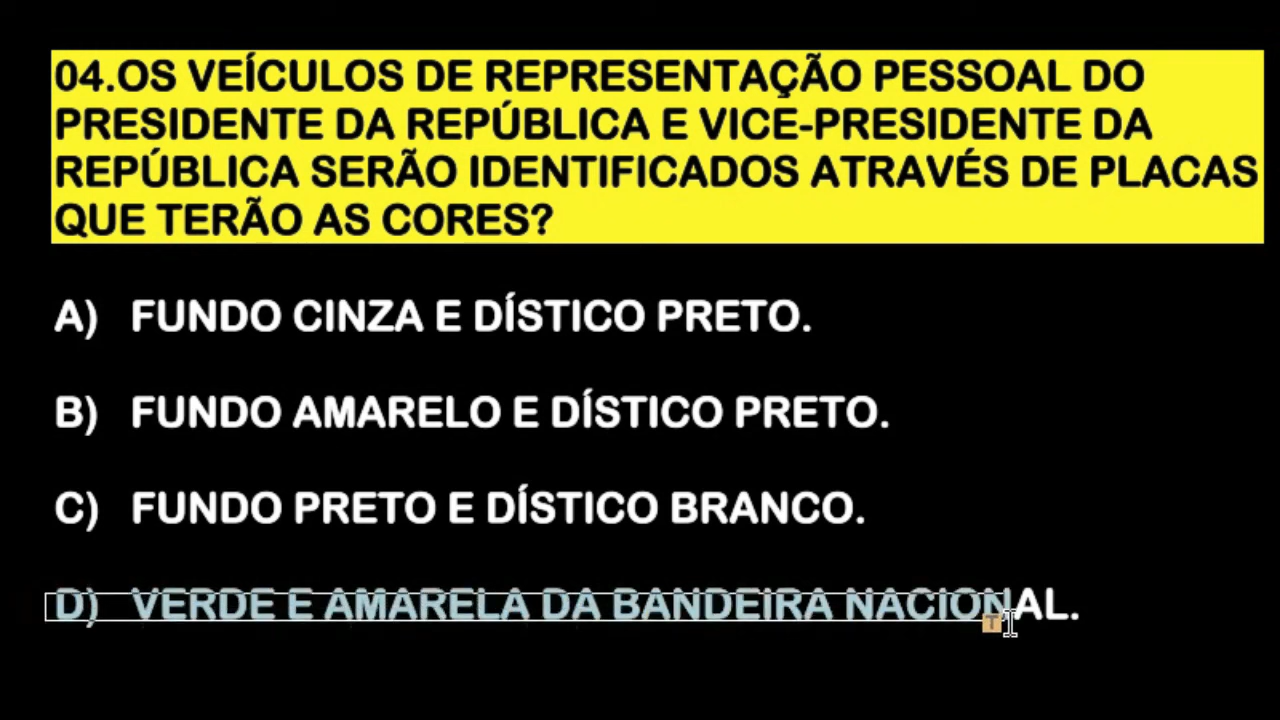 04.OS VEÍCULOS DE REPRESENTAÇÃO PESSOAL DO
PRESIDENTE DA REPÚBLICA E VICE-PRESIDENTE DA
REPÚBLICA SERÃO IDENTIFICADOS ATRAVÉS DE PLACAS
QUE TERÃO AS CORES?
A) FUNDO CINZA E DÍSTICO PRETO.
B) FUNDO AMARELO E DÍSTICO PRETO.
C) FUNDO PRETO E DÍSTICO BRANCO.
D) VERDE E AMARELA DA BANDEIRA NACIONAL.
T